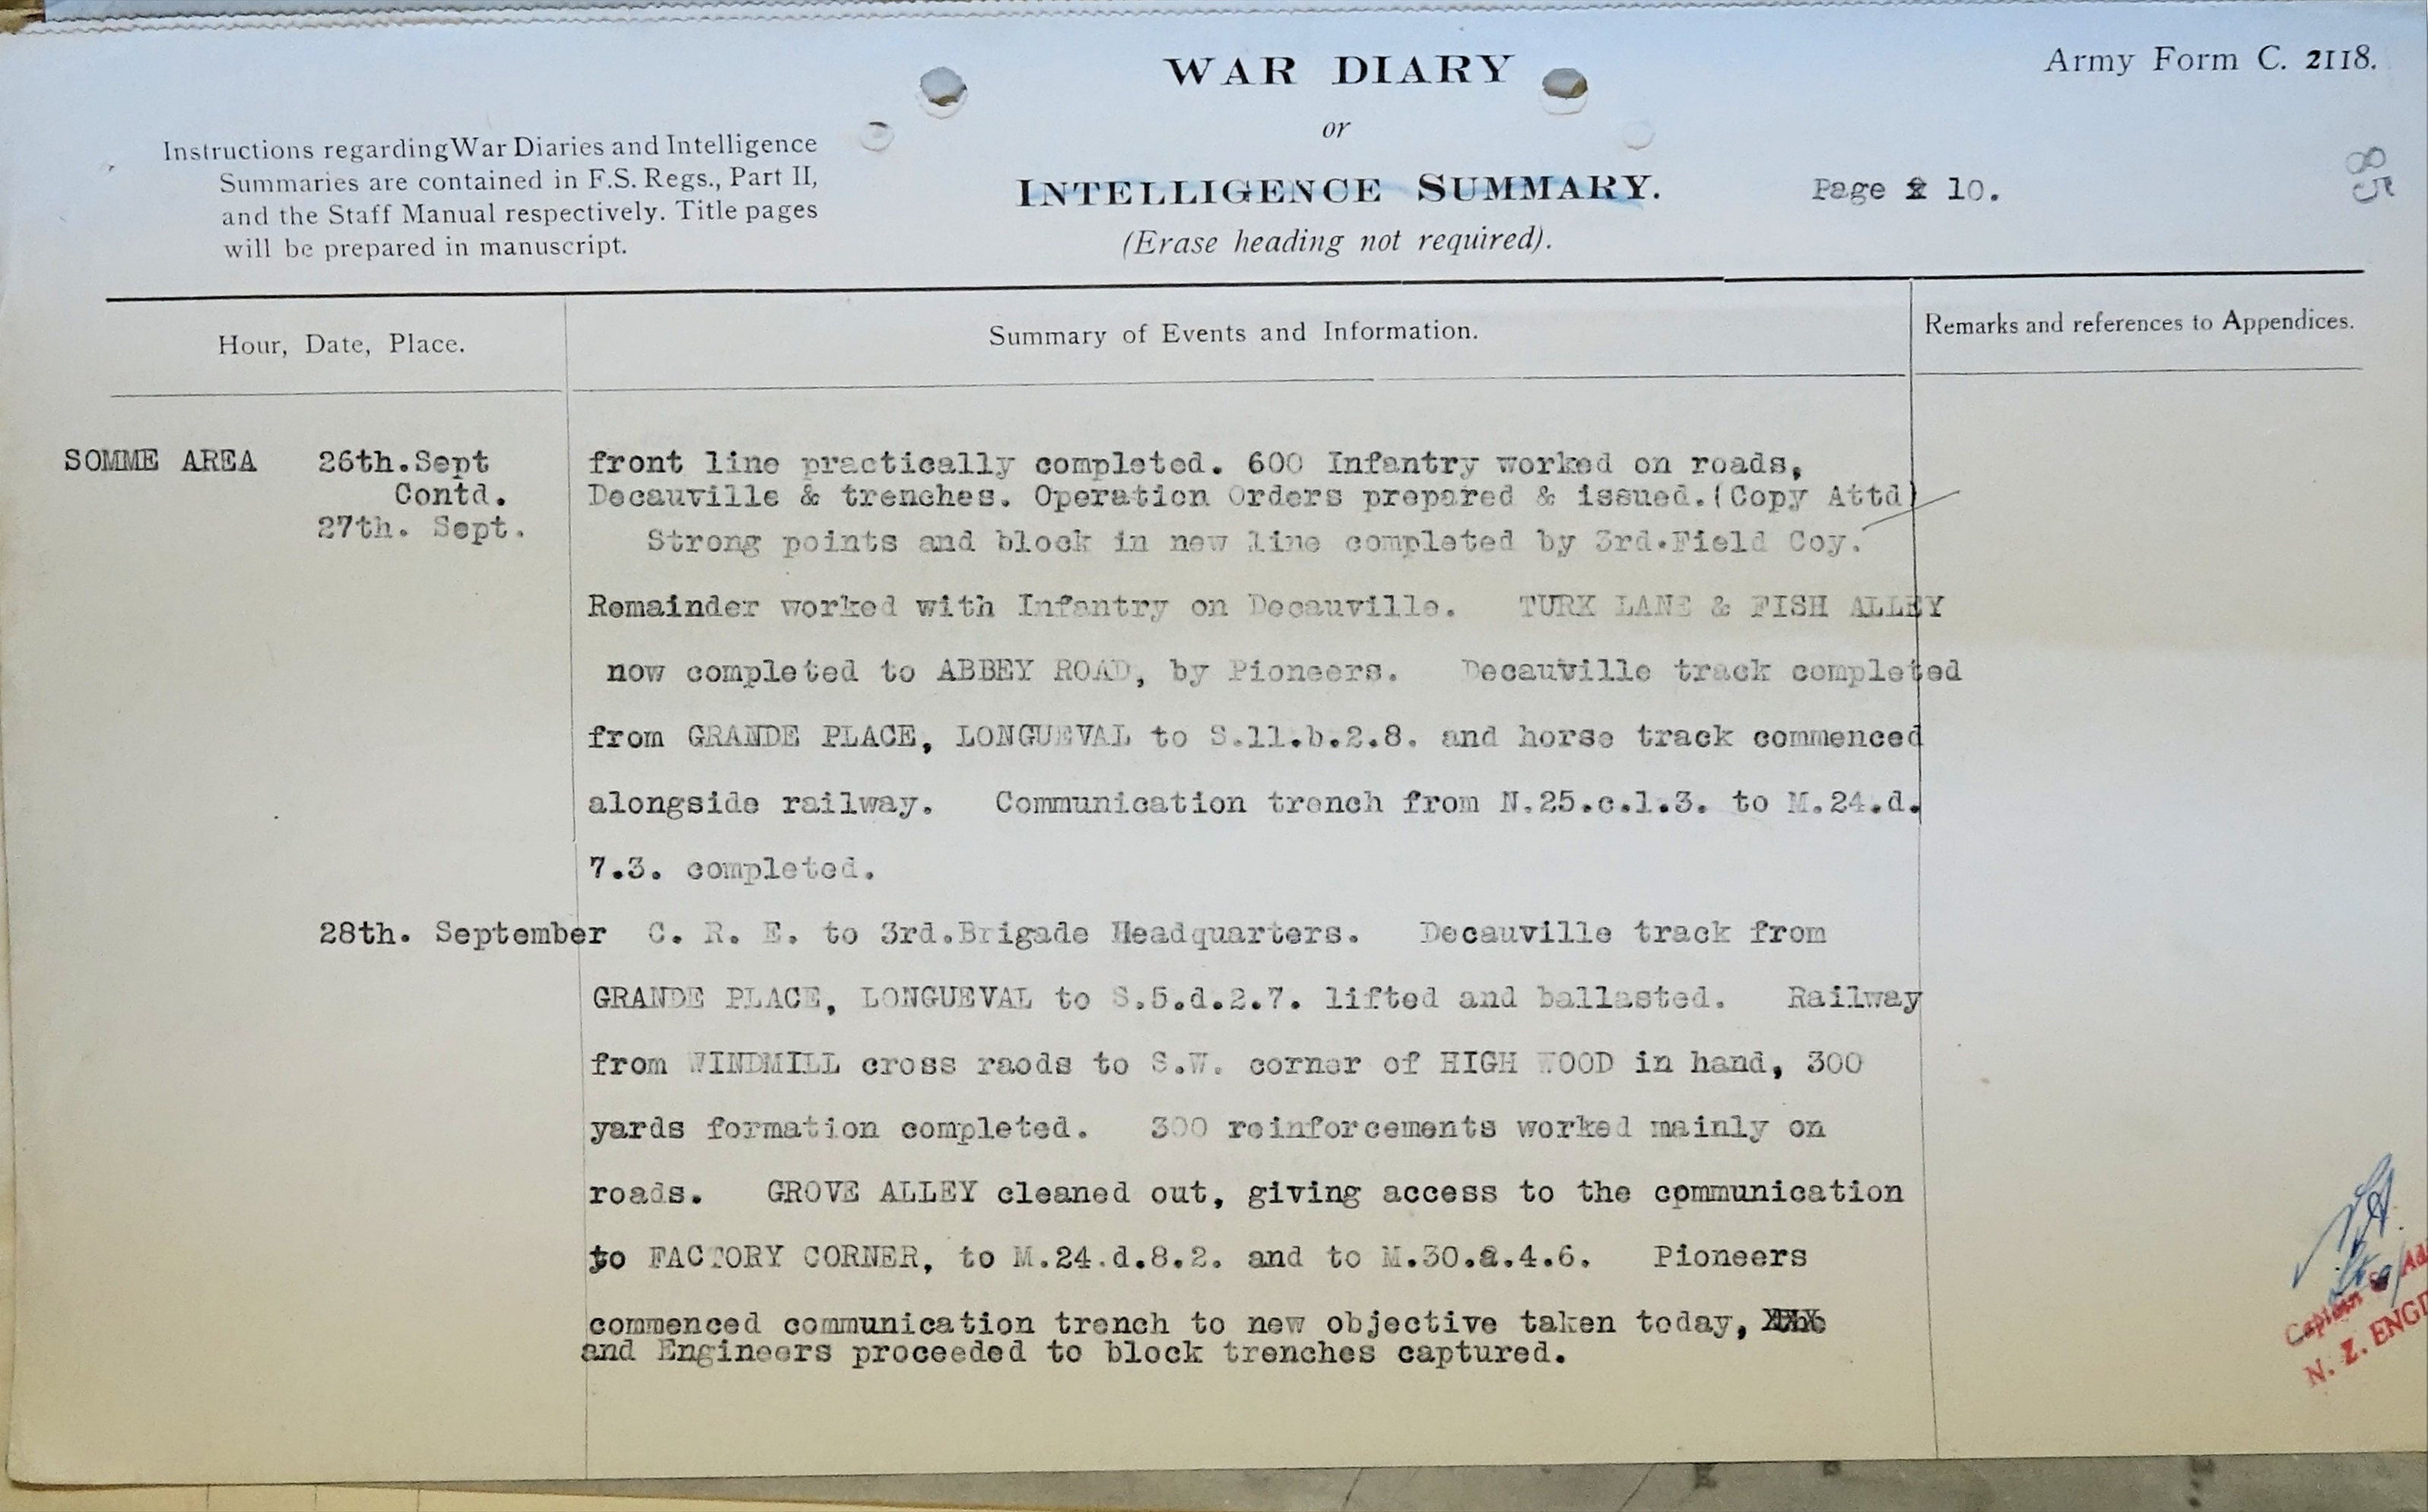 WAR DIARY
or
INTELLIGENCE SUMMARY.
(Erase heading not required).
Army Form C. 2118.
Instructions regarding War Diaries and Intelligence
Summaries are contained in F.S. Regs., Part II,
and the Staff Manual respectively. Title pages
will be prepared in manuscript.
Page 10.
85
Hour, Date, Place.
Summary of Events and Information.
Remarks and references to Appendices.
SOMME AREA 26th.Sept front line practically completed. 600 Infantry worked on roads,
Contd. Decauville & trenches. Operation Orders prepared & issued.(Copy Attd)
27th. Sept. Strong points and block in new line completed by 3rd.Field Coy.
Remainder worked with Infantry on Decauville. TURK LANE & FISH ALLEY
now completed to ABBEY ROAD, by Pioneers. Decauville track completed
from GRANDE PLACE, LONGUEVAL to S.11.b.2.8. and horse track commenced
alongside railway. Communication trench from N.25.c.1.3. to M.24.d.
7.3. completed.
28th. September C. R. E. to 3rd.Brigade Headquarters. Decauville track from
GRANDE PLACE, LONGUEVAL to S.5.d.2.7. lifted and ballasted. Railway
from WINDMILL cross raods to S.W. corner of HIGH WOOD in hand, 300
yards formation completed. 300 reinforcements worked mainly on
roads. GROVE ALLEY cleaned out, giving access to the communication
to FACTORY CORNER, to M.24.d.8.2. and to M.30.a.4.6. Pioneers
commenced communication trench to new objective taken today,
and Engineers proceeded to block trenches captured.
Captain
N. Z. ENGI